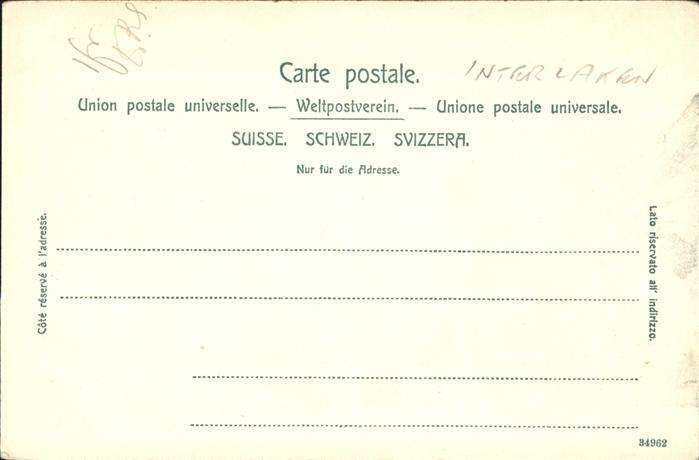 INTERLAKEN
Carte postale.
Union postale universelle. — Weltpostverein. — Unione postale universale.
SUISSE. SCHWEIZ. SVIZZERA.
Nur für die Adresse.
Côté réservé à l'adresse.
Lato riservato all' indirizzo.
34962